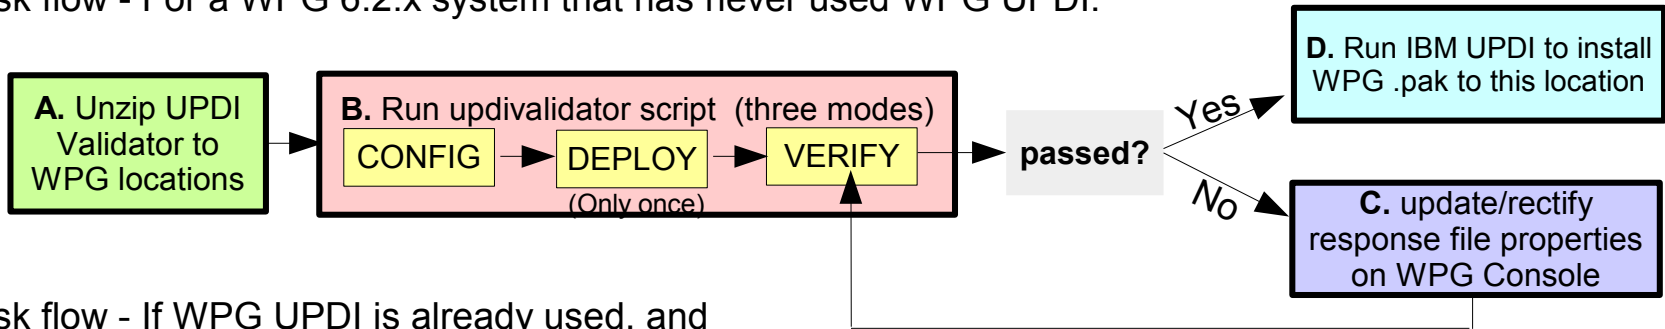 sk flow - For a WPG 6.2.x system that has never used WPG UPDI.
A. Unzip UPDI
Validator to
WPG locations
B. Run updivalidator script (three modes)
CONFIG
DEPLOY
VERIFY
(Only once)
passed?
Yes
No
D. Run IBM UPDI to install
WPG .pak to this location
C. update/rectify
response file properties
on WPG Console
sk flow - If WPG UPDI is already used, and